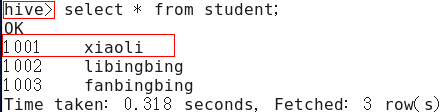 hive> select * from student;
OK
1001    xiaoli
1002    libingbing
1003    fanbingbing
Time taken: 0.318 seconds, Fetched: 3 row(s)